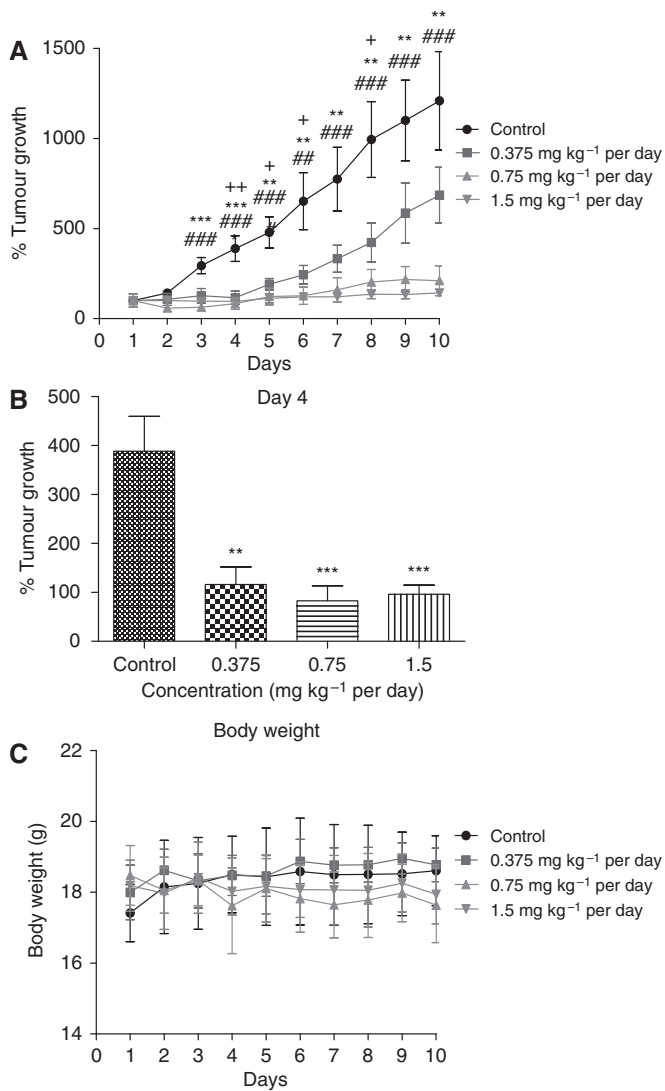 A
1500
1000
500
0
% Tumour growth
+
**
###
***
###
++
***
###
+
**
###
#
+
**
##
**
###
+
**
###
**
###
**
###
0 1 2 3 4 5 6 7 8 9 10
Days
Control
0.375 mg kg⁻¹ per day
0.75 mg kg⁻¹ per day
1.5 mg kg⁻¹ per day
B
Day 4
500
400
300
200
100
0
% Tumour growth
**
***
***
Control 0.375 0.75 1.5
Concentration (mg kg⁻¹ per day)
C
Body weight
22
20
18
16
14
Body weight (g)
0 1 2 3 4 5 6 7 8 9 10
Days
Control
0.375 mg kg⁻¹ per day
0.75 mg kg⁻¹ per day
1.5 mg kg⁻¹ per day